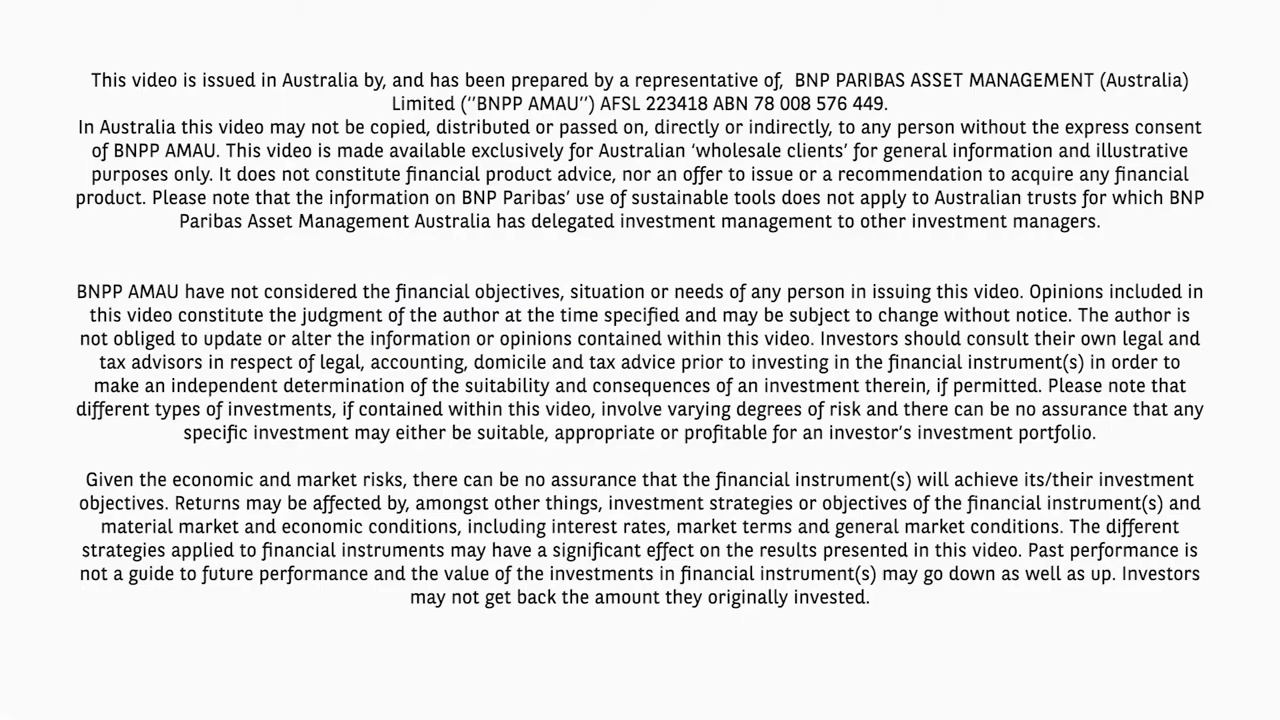 This video is issued in Australia by, and has been prepared by a representative of,  BNP PARIBAS ASSET MANAGEMENT (Australia)
Limited (''BNPP AMAU'') AFSL 223418 ABN 78 008 576 449.
In Australia this video may not be copied, distributed or passed on, directly or indirectly, to any person without the express consent
of BNPP AMAU. This video is made available exclusively for Australian ‘wholesale clients’ for general information and illustrative
purposes only. It does not constitute financial product advice, nor an offer to issue or a recommendation to acquire any financial
product. Please note that the information on BNP Paribas’ use of sustainable tools does not apply to Australian trusts for which BNP
Paribas Asset Management Australia has delegated investment management to other investment managers.
BNPP AMAU have not considered the financial objectives, situation or needs of any person in issuing this video. Opinions included in
this video constitute the judgment of the author at the time specified and may be subject to change without notice. The author is
not obliged to update or alter the information or opinions contained within this video. Investors should consult their own legal and
tax advisors in respect of legal, accounting, domicile and tax advice prior to investing in the financial instrument(s) in order to
make an independent determination of the suitability and consequences of an investment therein, if permitted. Please note that
different types of investments, if contained within this video, involve varying degrees of risk and there can be no assurance that any
specific investment may either be suitable, appropriate or profitable for an investor’s investment portfolio.
Given the economic and market risks, there can be no assurance that the financial instrument(s) will achieve its/their investment
objectives. Returns may be affected by, amongst other things, investment strategies or objectives of the financial instrument(s) and
material market and economic conditions, including interest rates, market terms and general market conditions. The different
strategies applied to financial instruments may have a significant effect on the results presented in this video. Past performance is
not a guide to future performance and the value of the investments in financial instrument(s) may go down as well as up. Investors
may not get back the amount they originally invested.